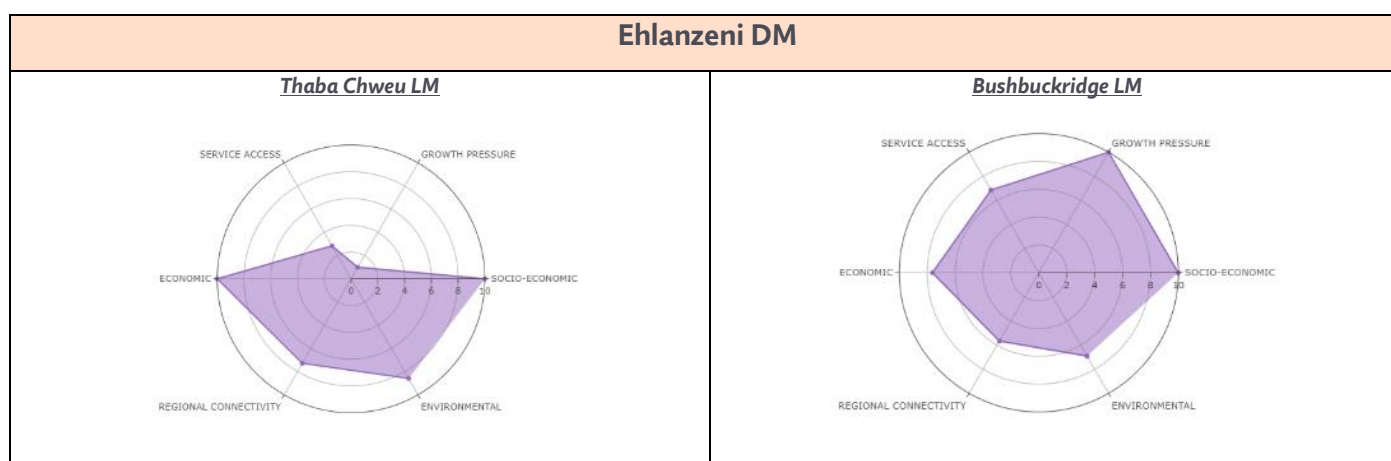 Ehlanzeni DM
Thaba Chweu LM
SERVICE ACCESS
GROWTH PRESSURE
ECONOMIC
SOCIO-ECONOMIC
0 2 4 6 8 10
REGIONAL CONNECTIVITY
ENVIRONMENTAL
Bushbuckridge LM
SERVICE ACCESS
GROWTH PRESSURE
ECONOMIC
SOCIO-ECONOMIC
0 2 4 6 8 10
REGIONAL CONNECTIVITY
ENVIRONMENTAL